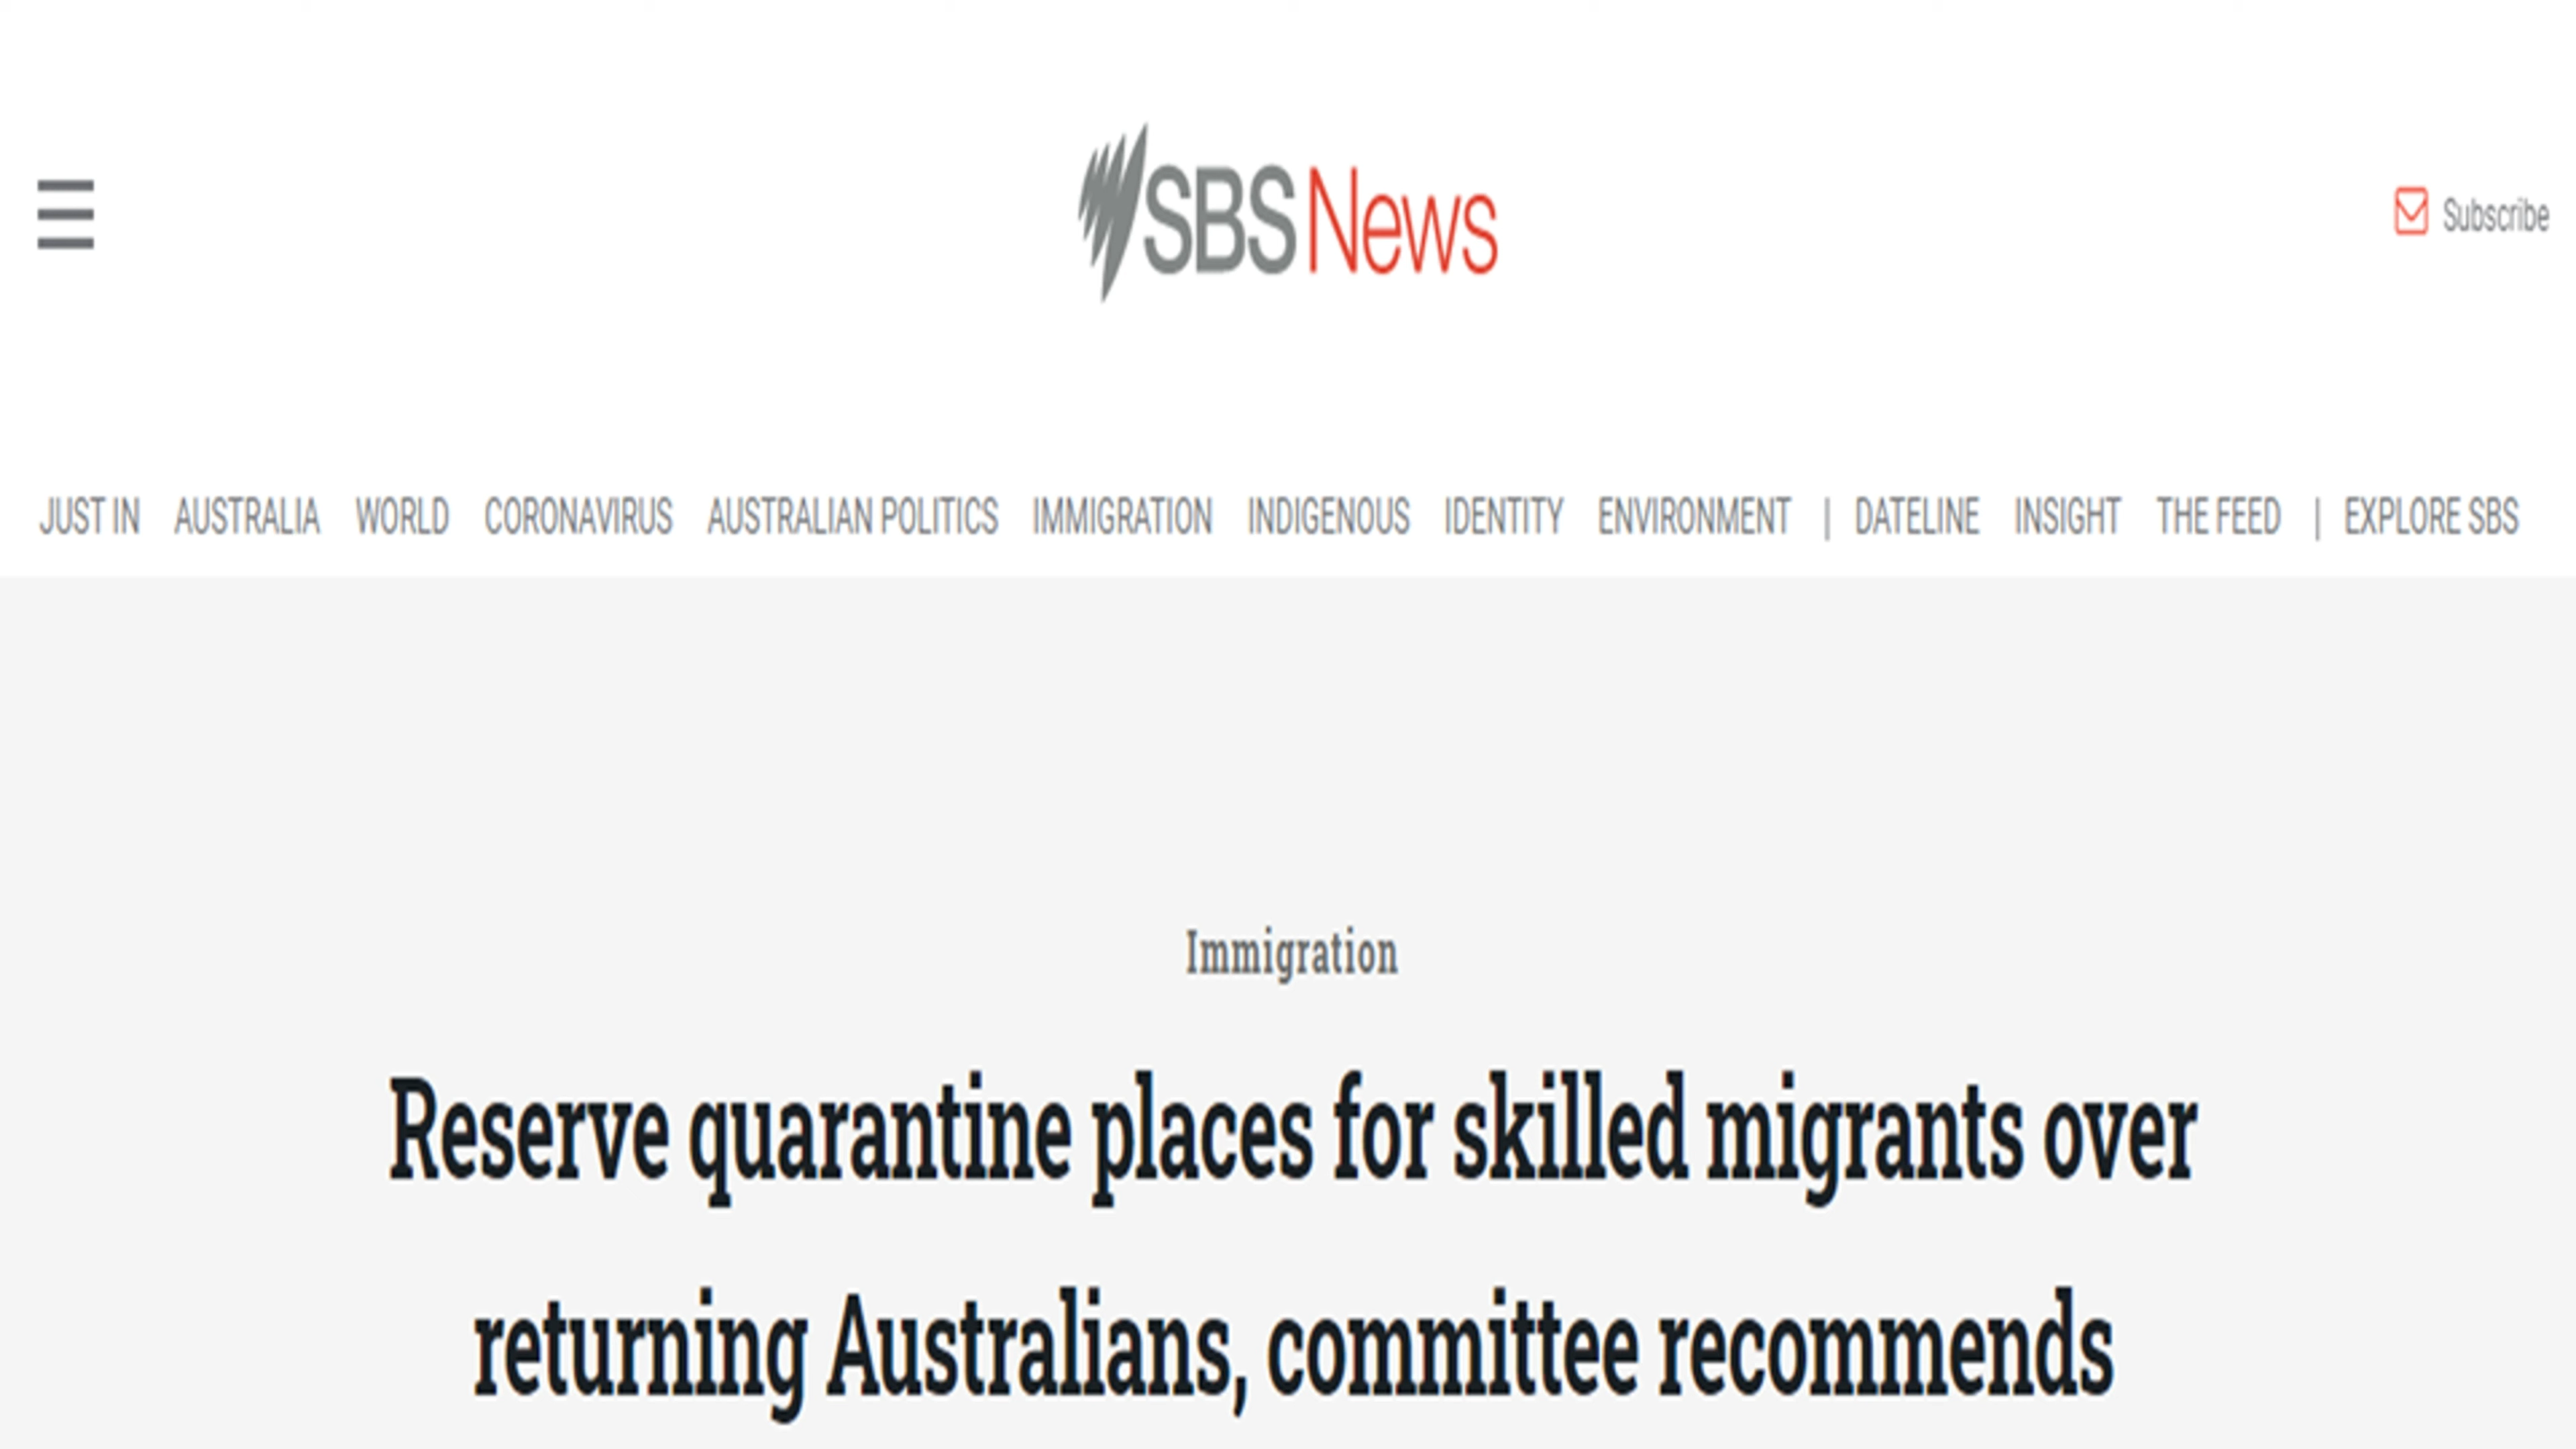 SBS News
Subscribe
JUST IN AUSTRALIA WORLD CORONAVIRUS AUSTRALIAN POLITICS IMMIGRATION INDIGENOUS IDENTITY ENVIRONMENT | DATELINE INSIGHT THE FEED | EXPLORE SBS
Immigration
Reserve quarantine places for skilled migrants over
returning Australians, committee recommends